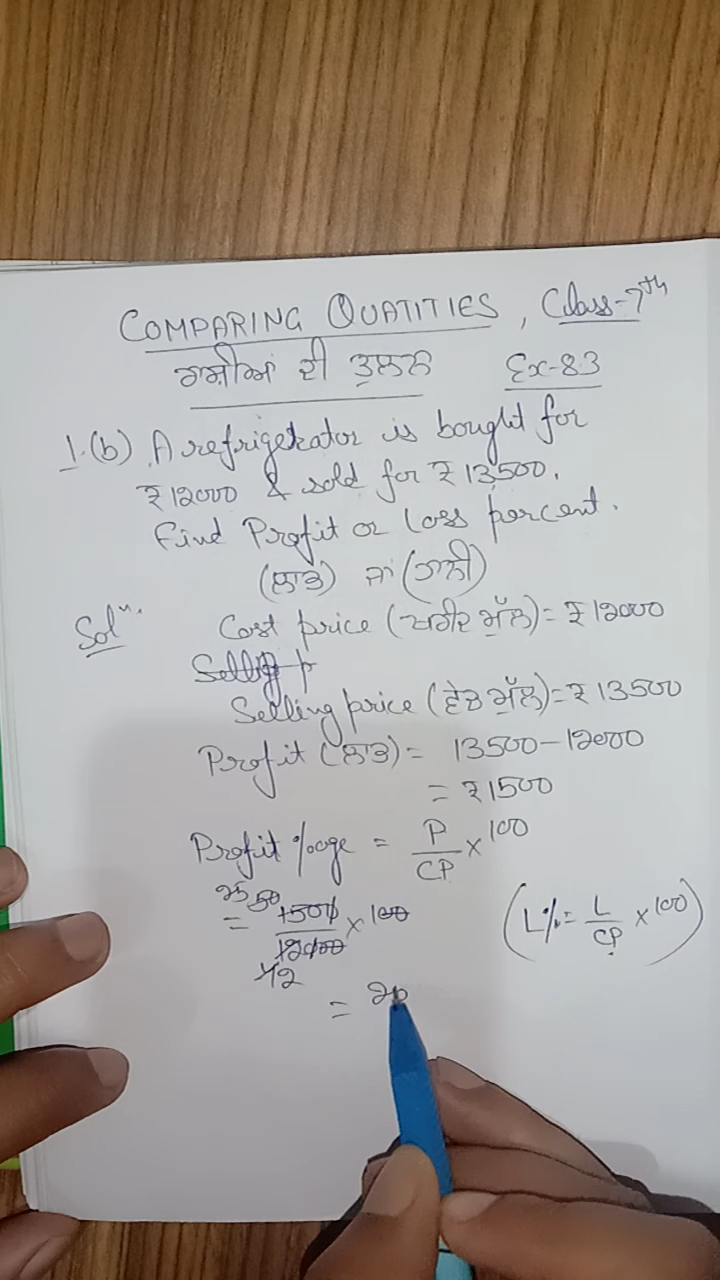 COMPARING QUATITIES, Class-7th
ਰਾਸ਼ੀਆਂ ਦੀ ਤੁਲਨਾ Ex-8.3
1.(b) A refrigerator is bought for
₹12000 & sold for ₹13,500.
Find Profit or Loss percent.
(ਲਾਭ) ਜਾਂ (ਹਾਨੀ)
Solⁿ. Cost price (ਖਰੀਦ ਮੁੱਲ) = ₹12000
Selling p
Selling price (ਵੇਚ ਮੁੱਲ) = ₹13500
Profit (ਲਾਭ) = 13500-12000
= ₹1500
Profit %age = P/CP × 100
= 1500/12000 × 100 (L% = L/CP × 100)
= 2